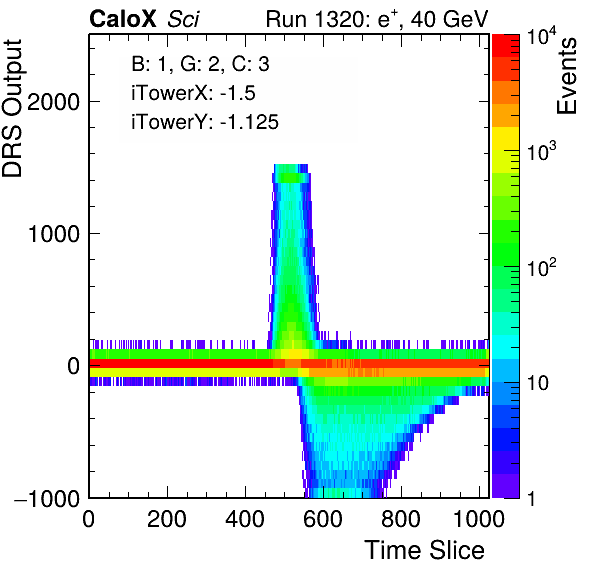 CaloX Sci Run 1320: e⁺, 40 GeV
B: 1, G: 2, C: 3
iTowerX: -1.5
iTowerY: -1.125
DRS Output
2000
1000
0
−1000
0 200 400 600 800 1000
Time Slice
Events
10⁴
10³
10²
10
1